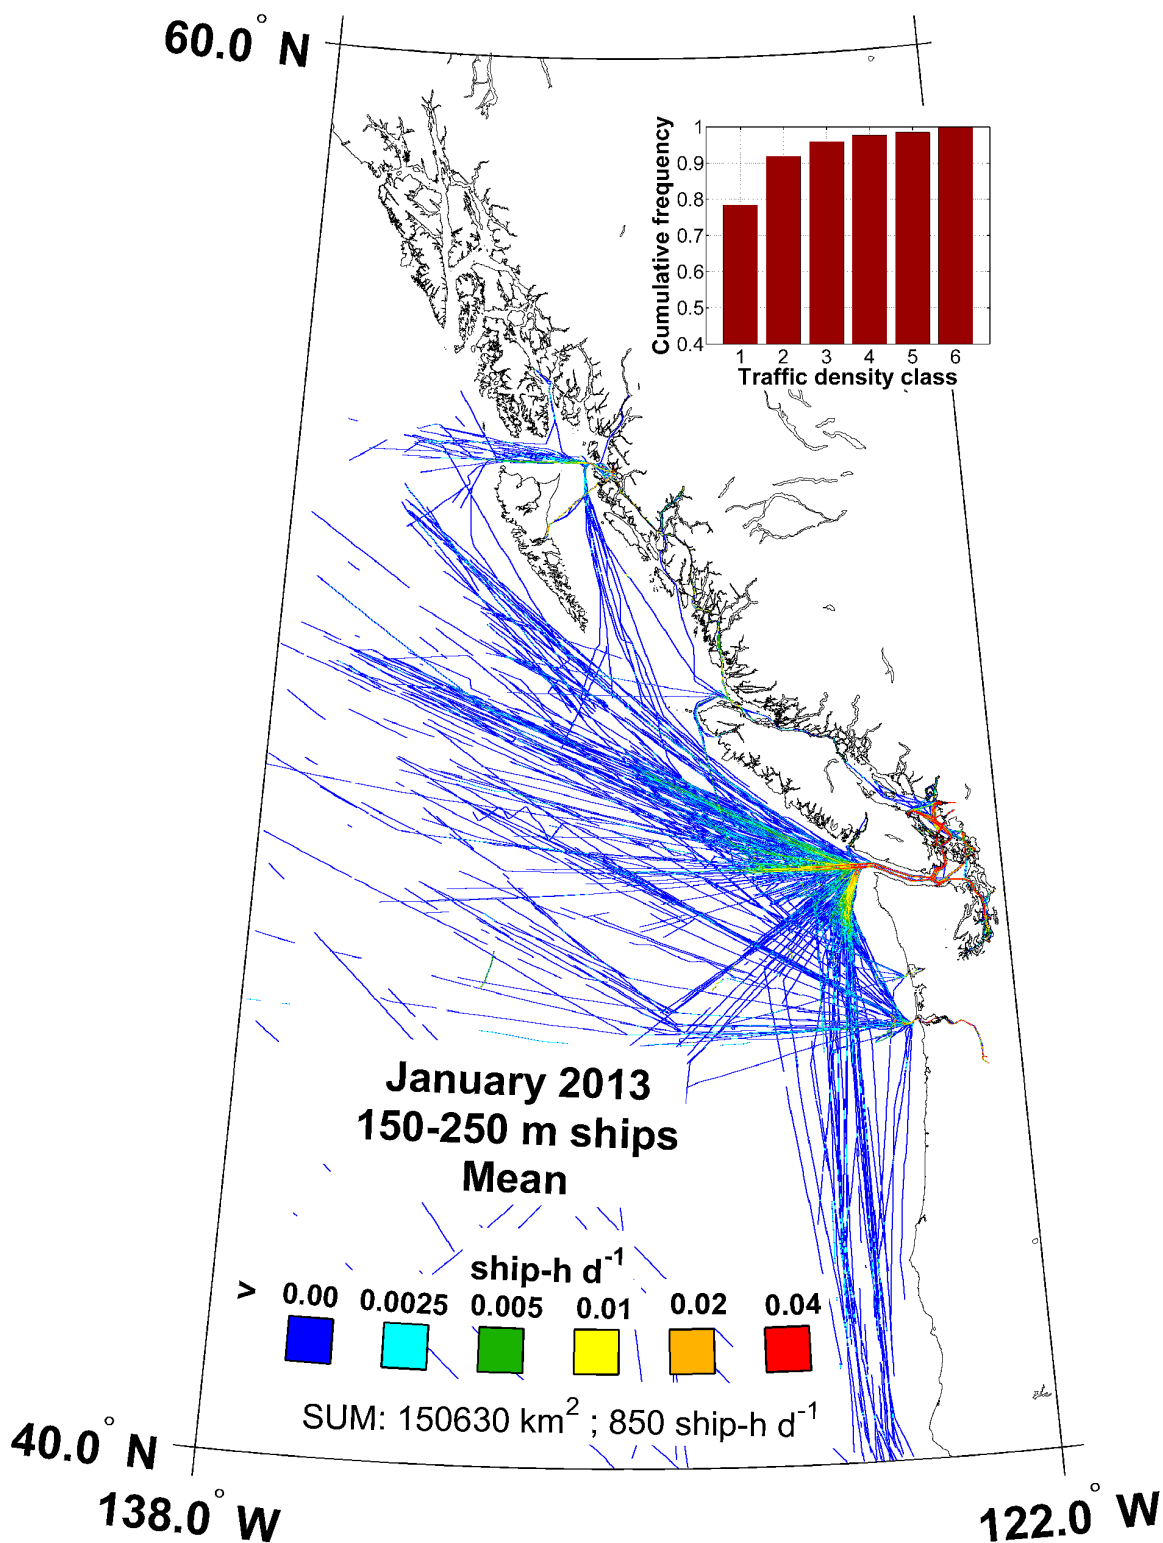 60.0° N
Cumulative frequency
1
0.9
0.8
0.7
0.6
0.5
0.4
1 2 3 4 5 6
Traffic density class
January 2013
150-250 m ships
Mean
ship-h d⁻¹
> 0.00 0.0025 0.005 0.01 0.02 0.04
SUM: 150630 km² ; 850 ship-h d⁻¹
40.0° N
138.0° W
122.0° W